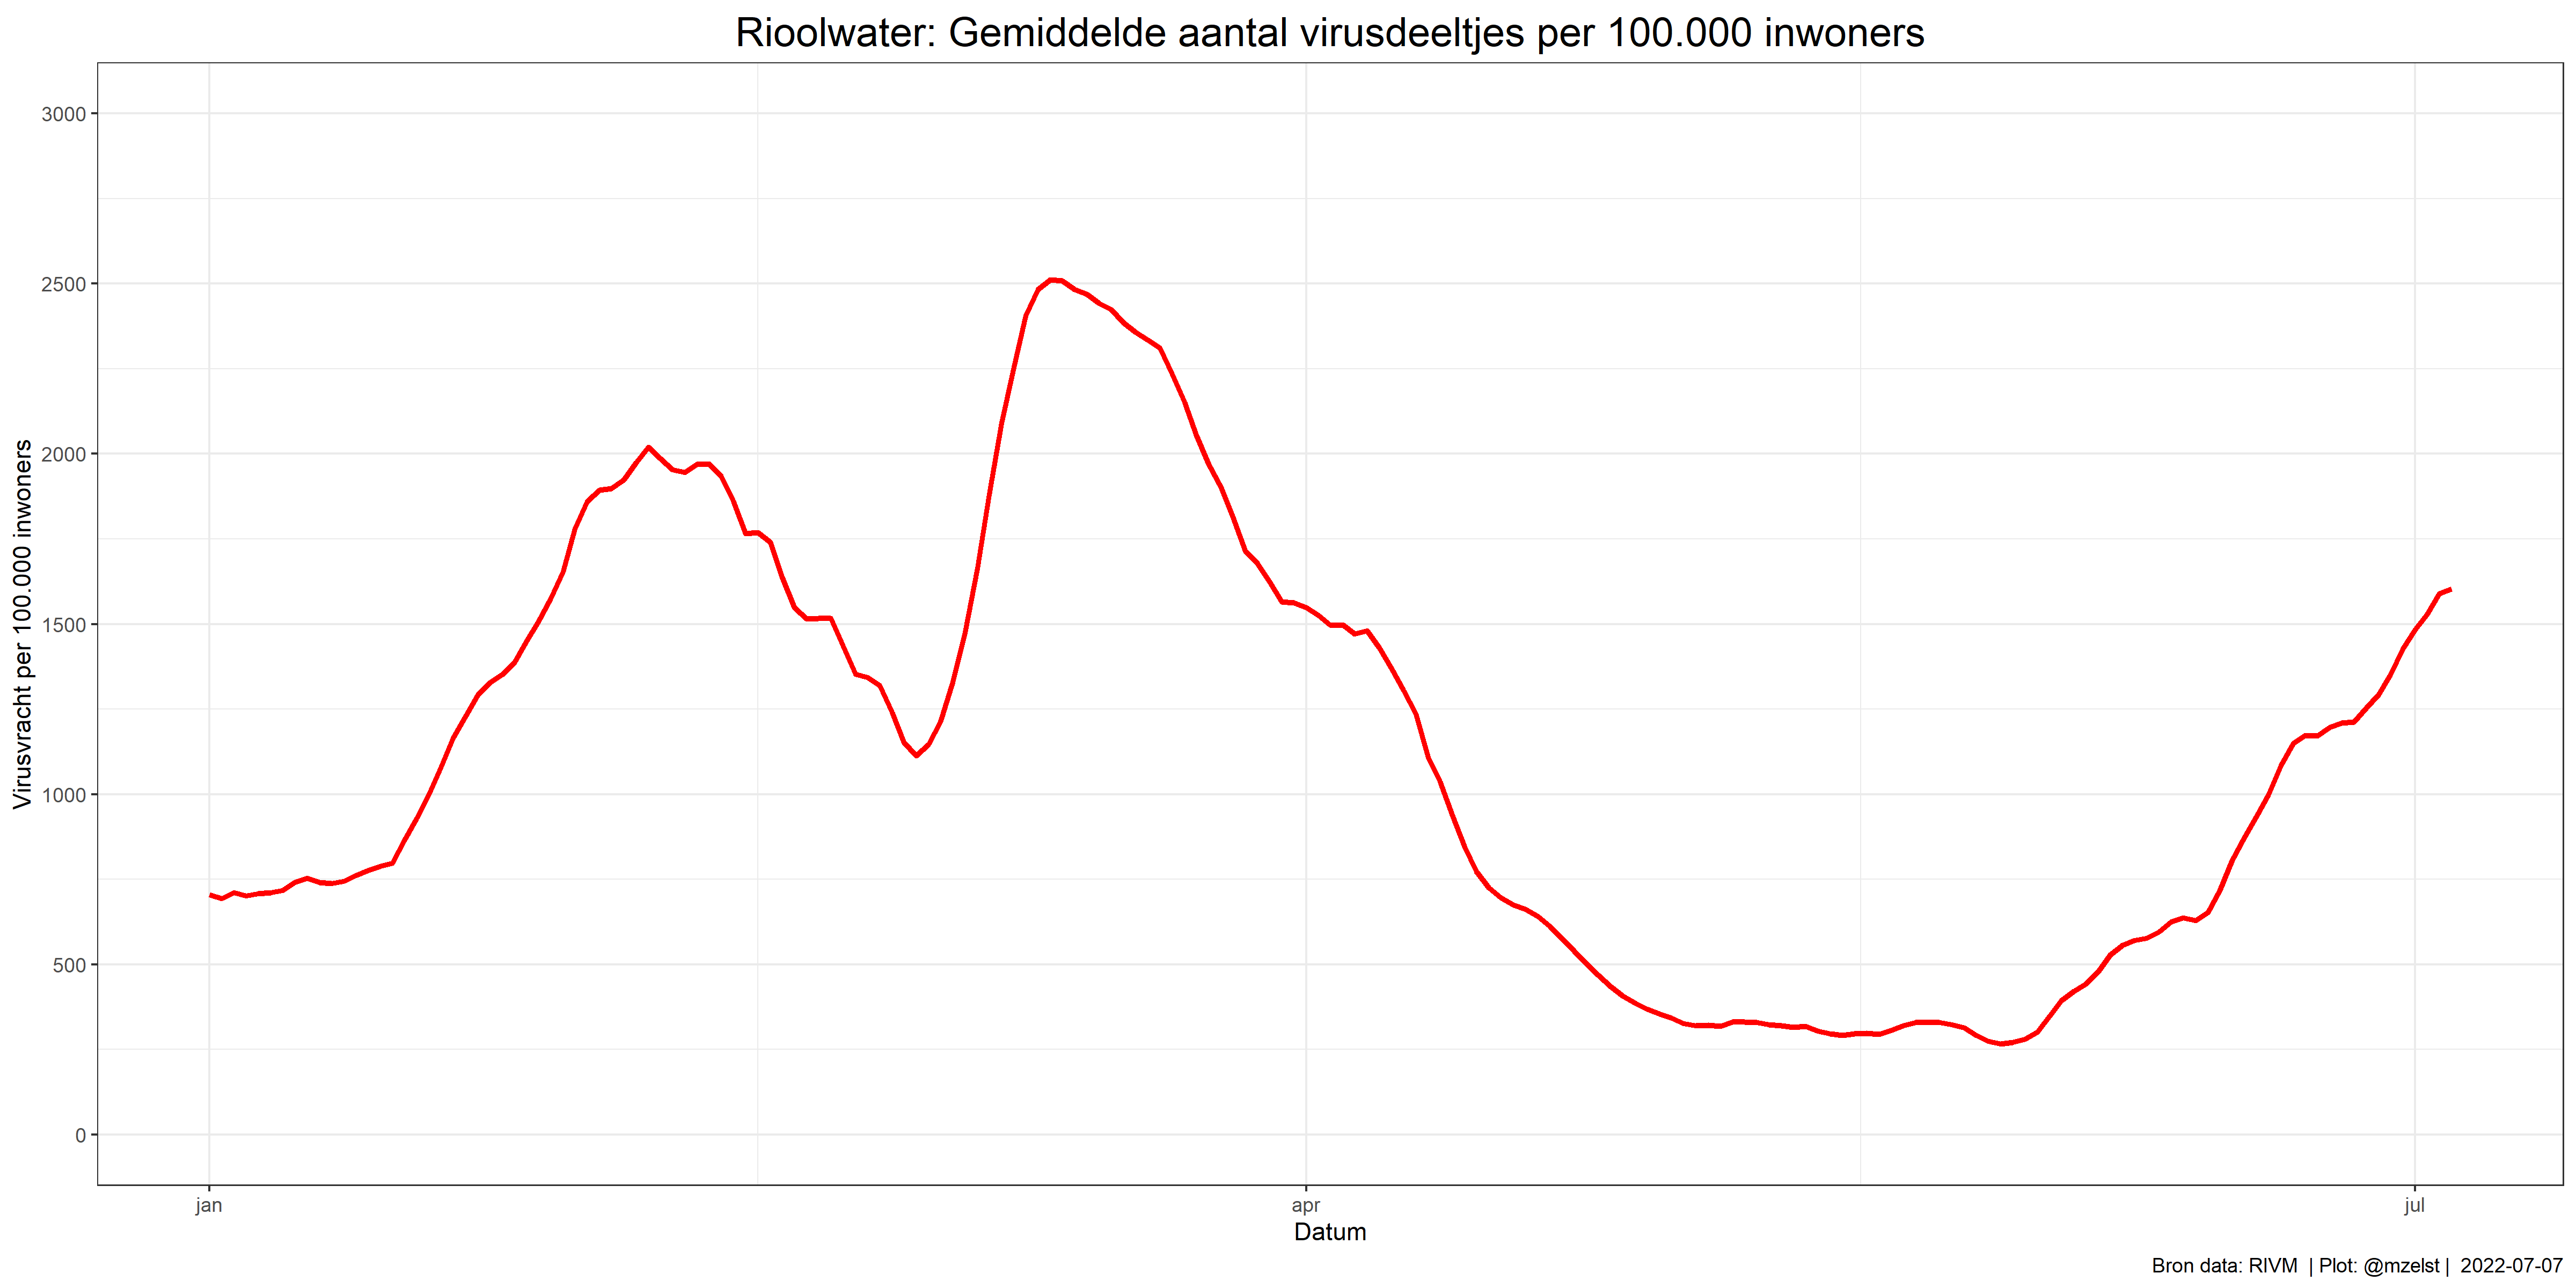 Rioolwater: Gemiddelde aantal virusdeeltjes per 100.000 inwoners
Virusvracht per 100.000 inwoners
3000
2500
2000
1500
1000
500
0
jan
apr
jul
Datum
Bron data: RIVM | Plot: @mzelst | 2022-07-07